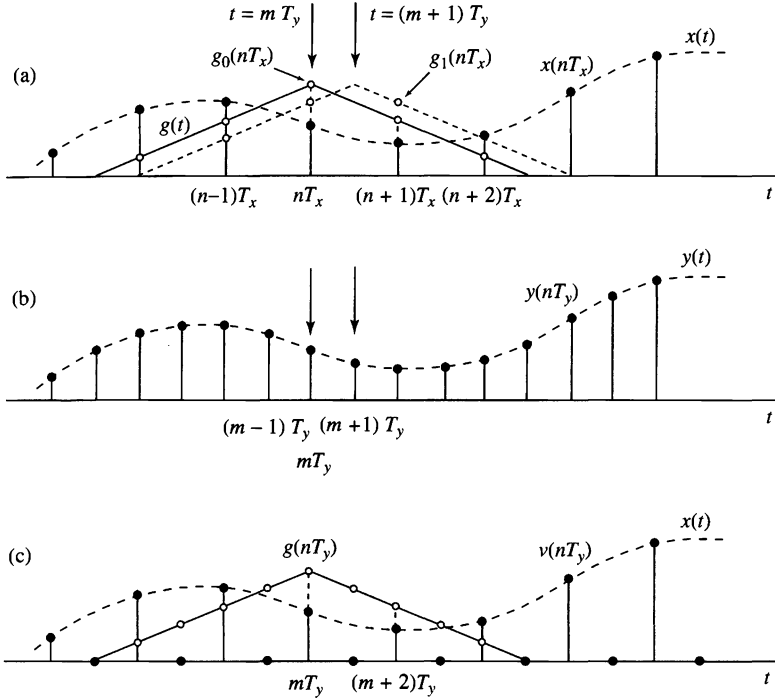 t = m T_y
t = (m + 1) T_y
x(t)
g_0(nT_x)
g_1(nT_x)
x(nT_x)
(a)
g(t)
(n–1)T_x
nT_x
(n + 1)T_x
(n + 2)T_x
t
y(t)
(b)
y(nT_y)
t
(m – 1) T_y
(m +1) T_y
mT_y
x(t)
(c)
g(nT_y)
v(nT_y)
mT_y
(m + 2)T_y
t